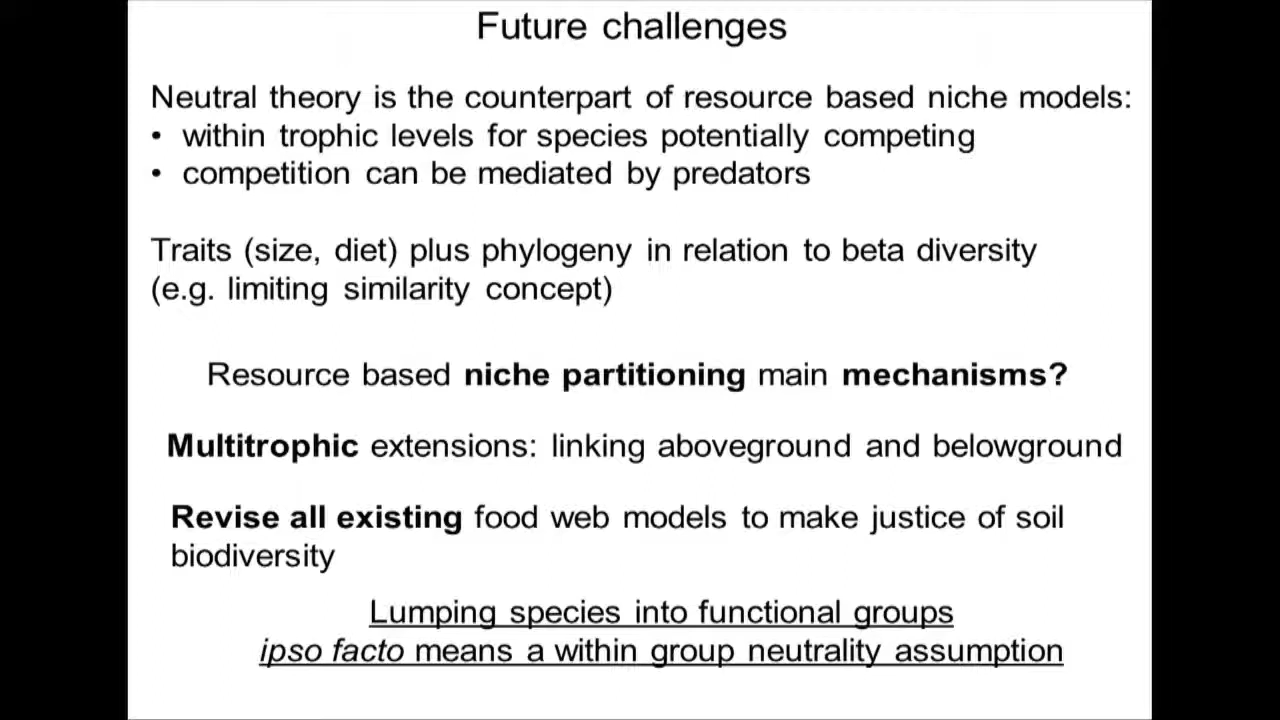 Future challenges
Neutral theory is the counterpart of resource based niche models:
• within trophic levels for species potentially competing
• competition can be mediated by predators
Traits (size, diet) plus phylogeny in relation to beta diversity
(e.g. limiting similarity concept)
Resource based niche partitioning main mechanisms?
Multitrophic extensions: linking aboveground and belowground
Revise all existing food web models to make justice of soil
biodiversity
Lumping species into functional groups
ipso facto means a within group neutrality assumption